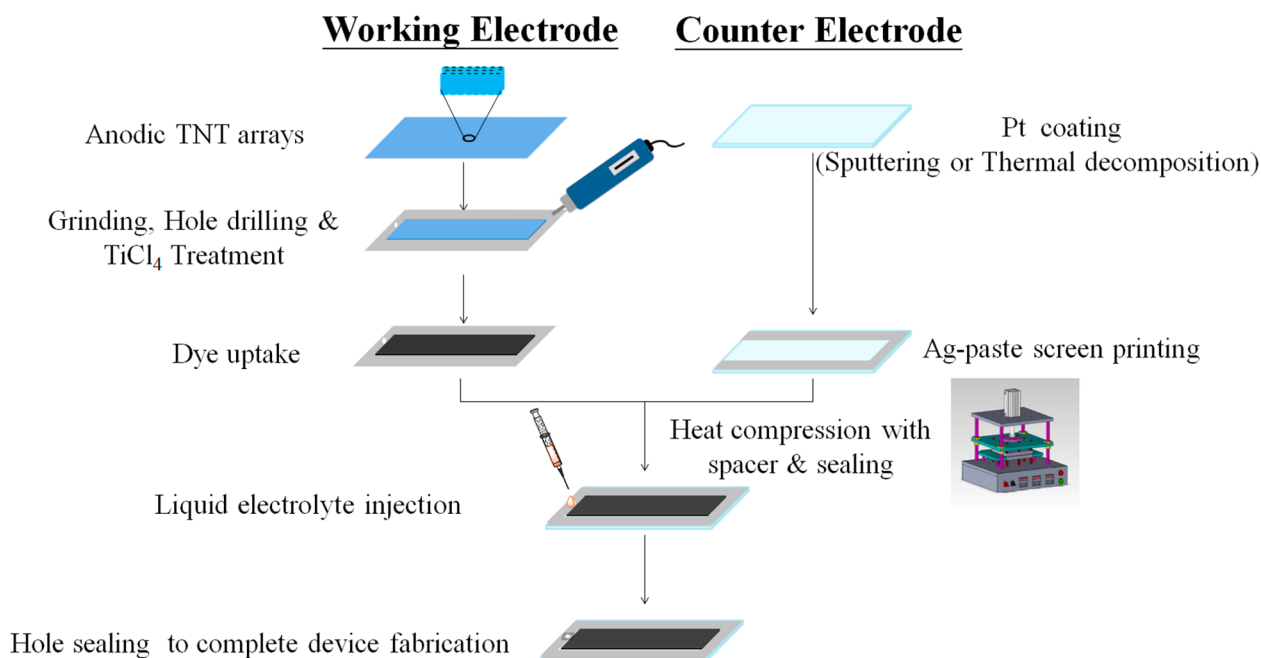 Working Electrode
Counter Electrode
Anodic TNT arrays
Pt coating
(Sputtering or Thermal decomposition)
Grinding, Hole drilling &
TiCl4 Treatment
Dye uptake
Ag-paste screen printing
Heat compression with
spacer & sealing
Liquid electrolyte injection
Hole sealing to complete device fabrication